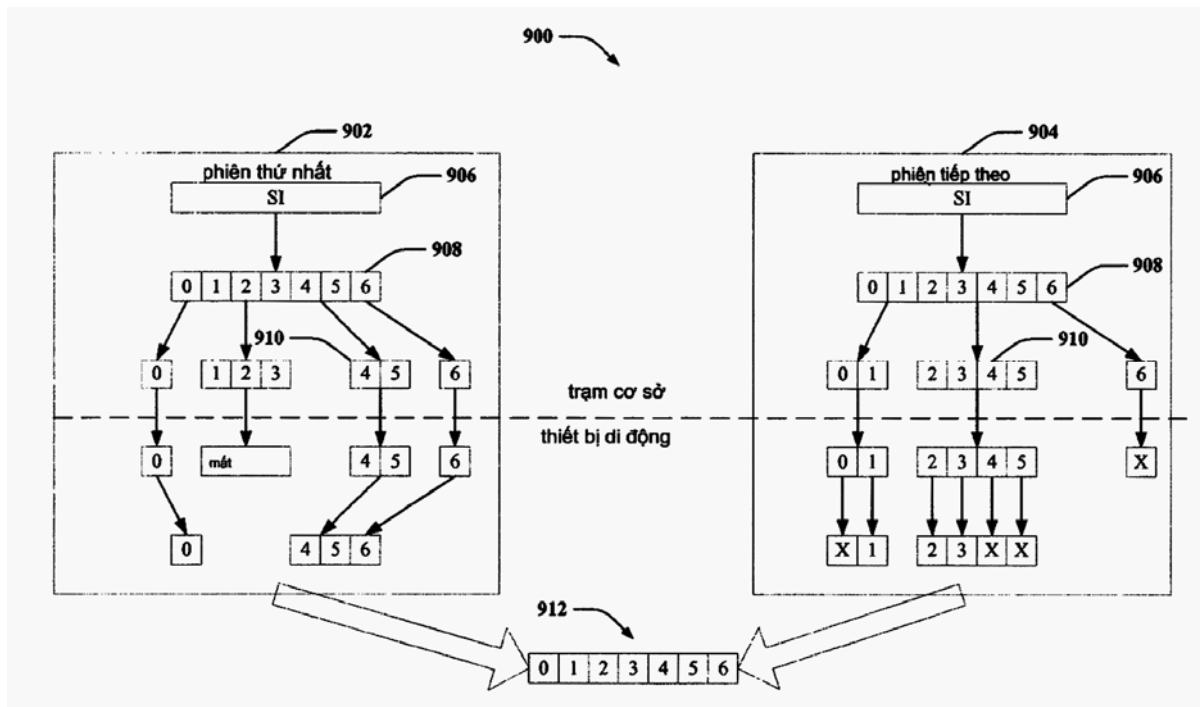 900
902
904
phiên thứ nhất
906
phiên tiếp theo
906
SI
SI
908
0 1 2 3 4 5 6
0 1 2 3 4 5 6
908
910
910
0
1 2 3
4 5
6
0 1
2 3 4 5
6
trạm cơ sở
thiết bị di động
0
mất
4 5
6
0 1
2 3 4 5
X
0
4 5 6
X 1
2 3 X X
912
0 1 2 3 4 5 6